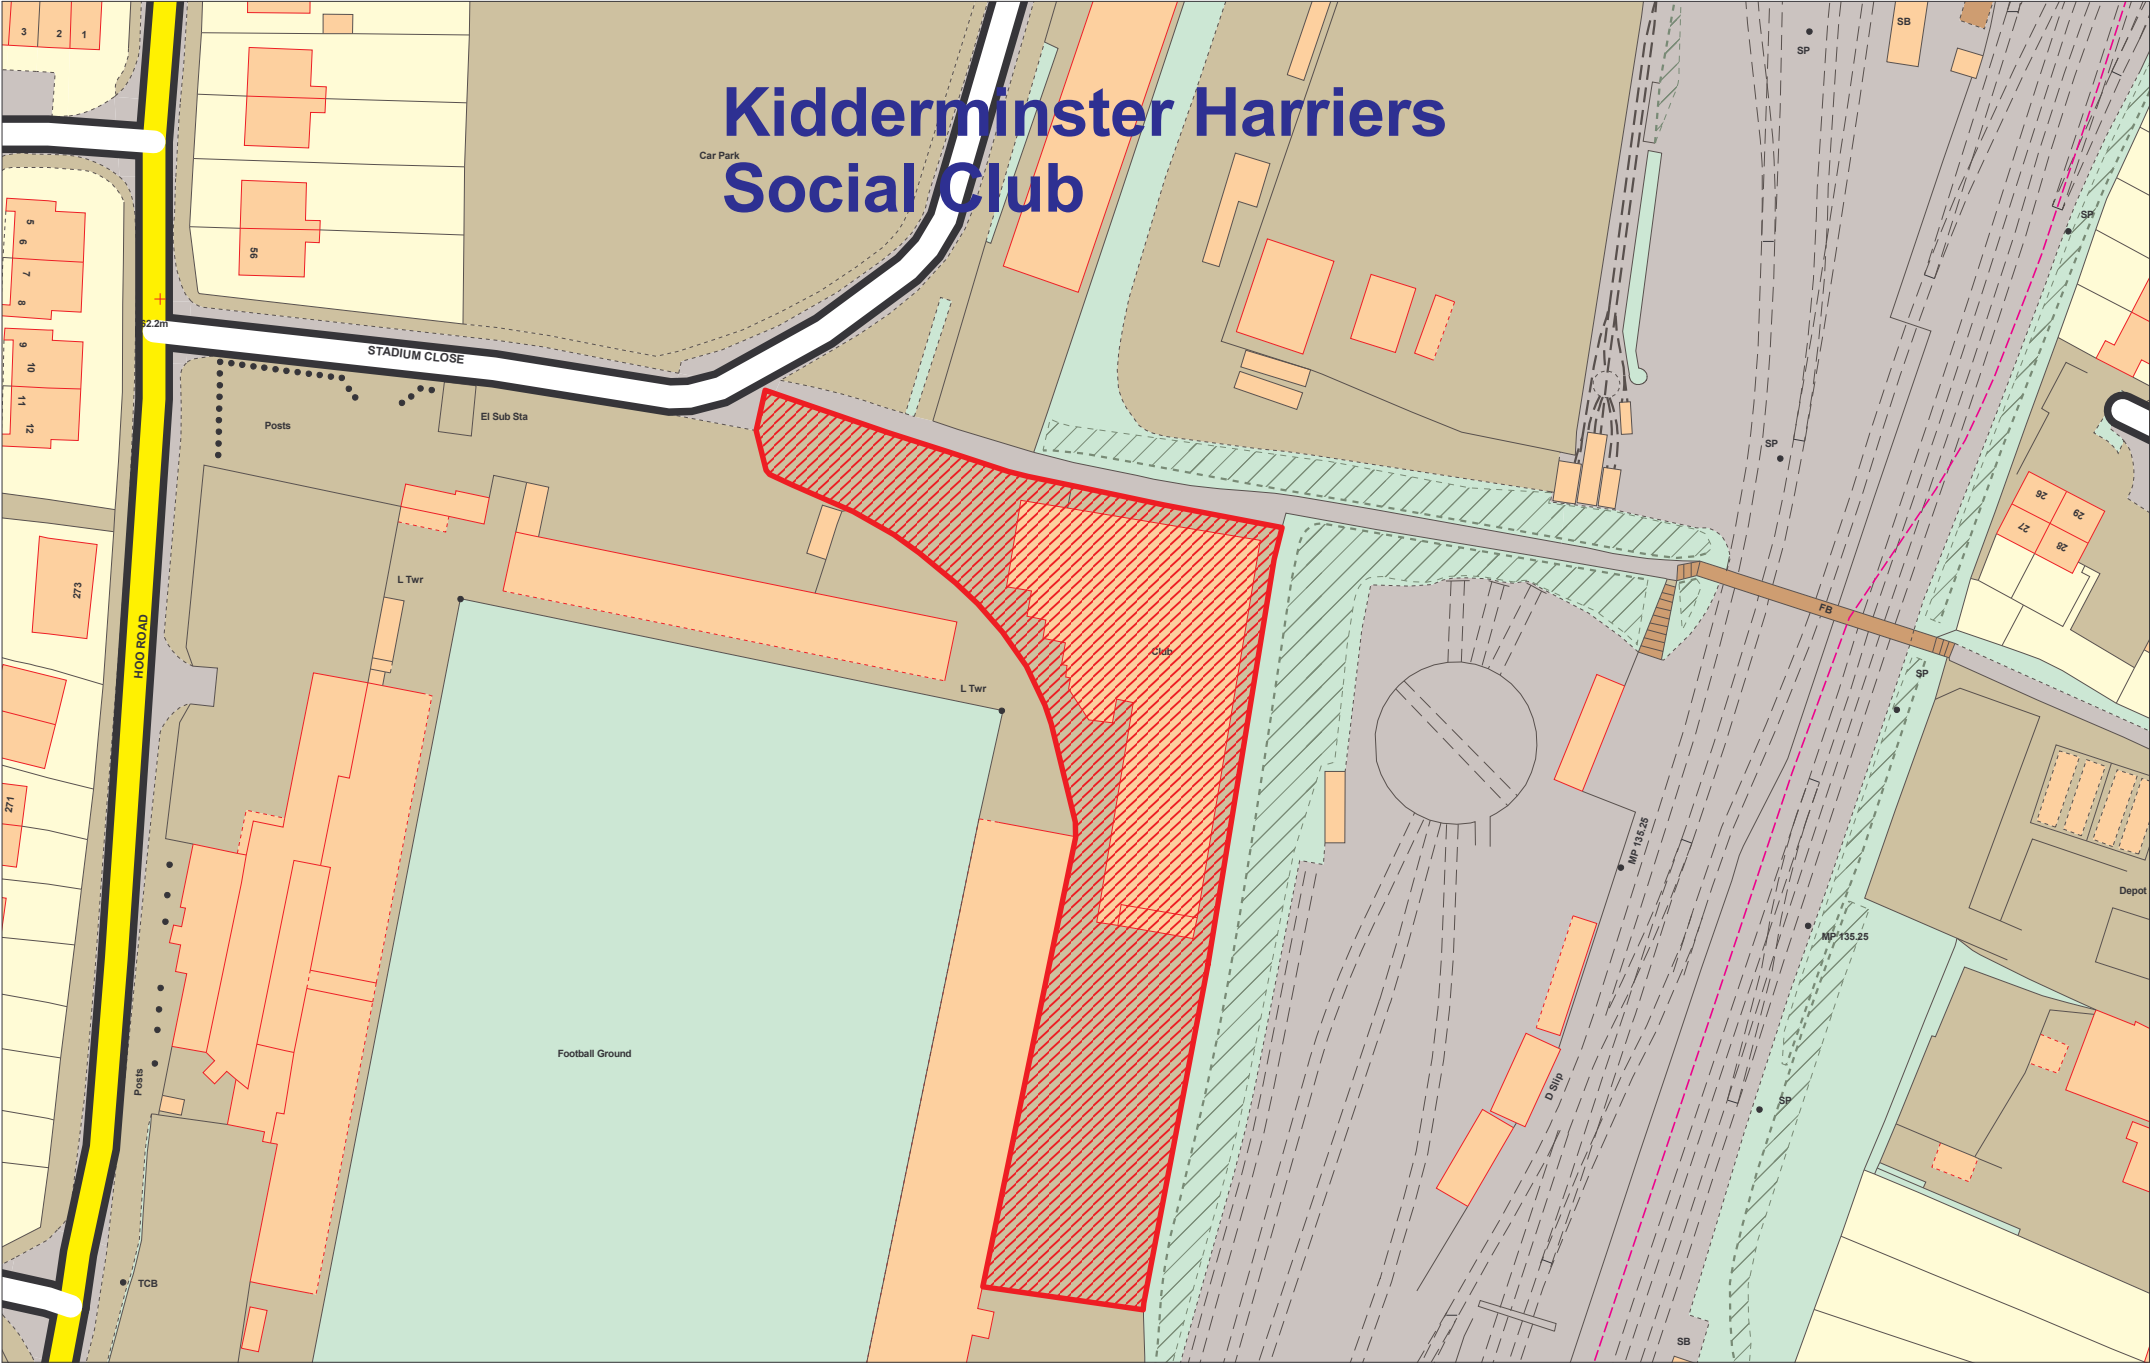 Kidderminster Harriers
Social Club
3
2
1
SB
SP
Car Park
SP
5
6
7
8
56
62.2m
STADIUM CLOSE
9
10
11
12
Posts
El Sub Sta
SP
26
29
27
28
273
L Twr
HOO ROAD
FB
Club
SP
L Twr
271
MP 135.25
Depot
MP 135.25
Football Ground
Posts
D Slip
SP
TCB
SB